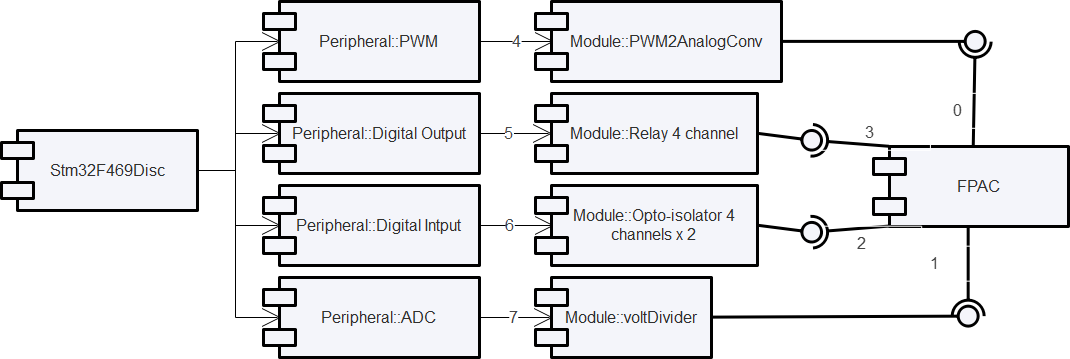 Peripheral::PWM
4
Module::PWM2AnalogConv
0
Peripheral::Digital Output
5
Module::Relay 4 channel
3
Stm32F469Disc
FPAC
Peripheral::Digital Intput
6
Module::Opto-isolator 4
channels x 2
2
1
Peripheral::ADC
7
Module::voltDivider